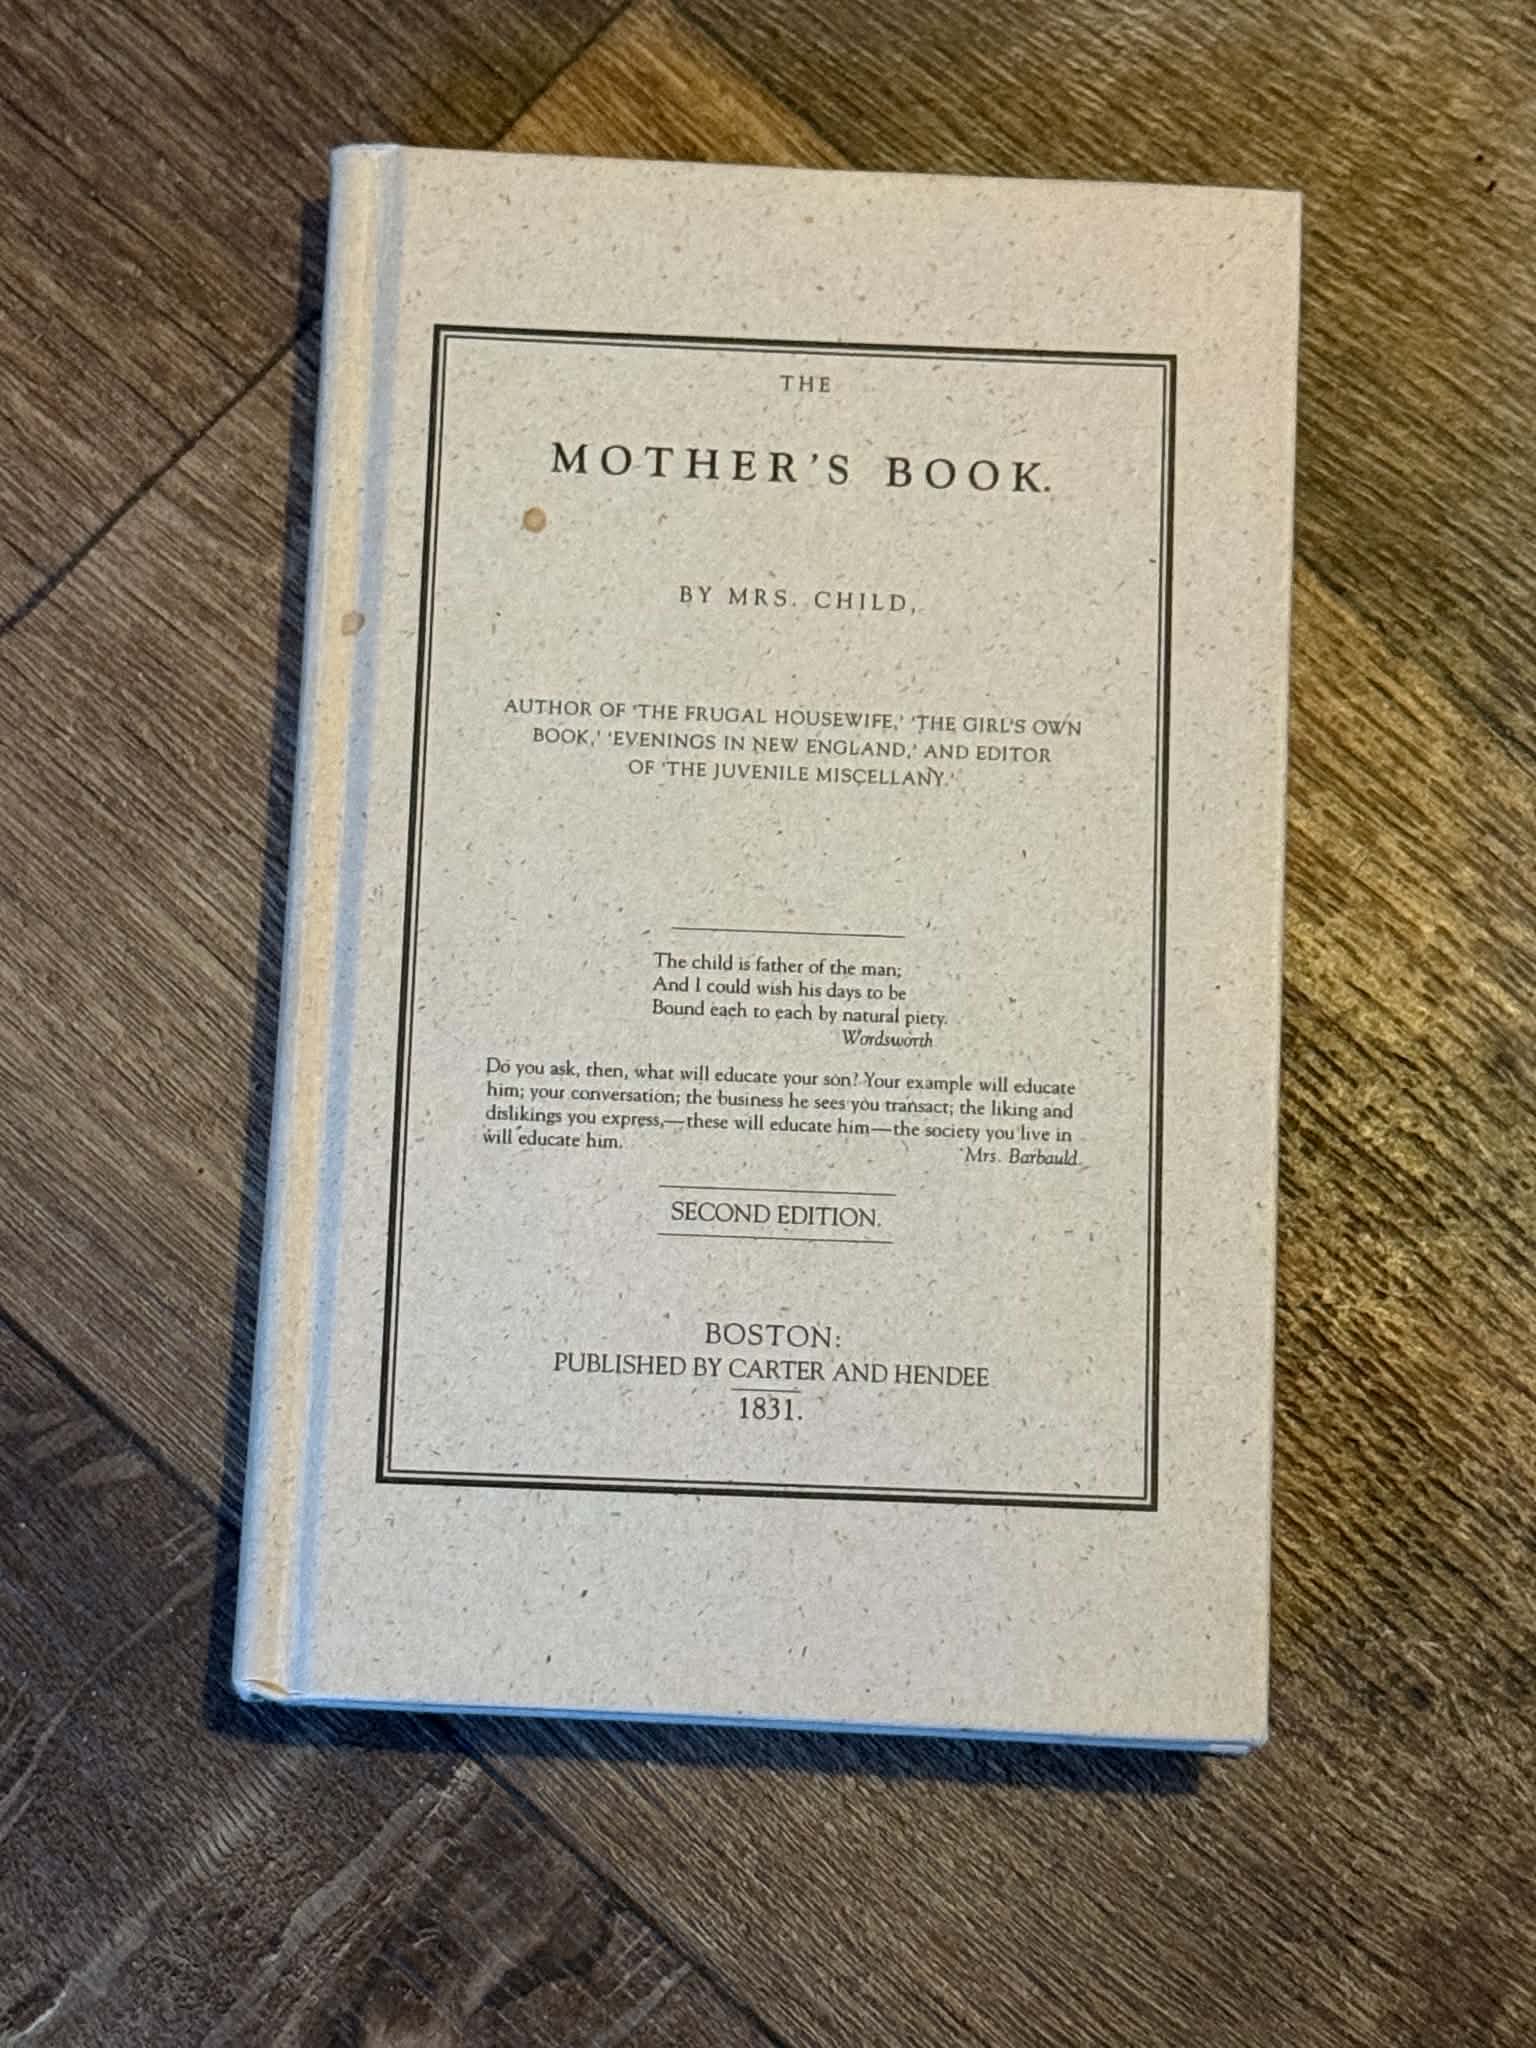 THE
MOTHER'S BOOK.
BY MRS. CHILD,
AUTHOR OF 'THE FRUGAL HOUSEWIFE,' 'THE GIRL'S OWN
BOOK,' 'EVENINGS IN NEW ENGLAND,' AND EDITOR
OF 'THE JUVENILE MISCELLANY.'
The child is father of the man;
And I could wish his days to be
Bound each to each by natural piety.
Wordsworth
Do you ask, then, what will educate your son? Your example will educate
him; your conversation; the business he sees you transact; the liking and
dislikings you express,—these will educate him—the society you live in
will educate him.
Mrs. Barbauld.
SECOND EDITION.
BOSTON:
PUBLISHED BY CARTER AND HENDEE
1831.